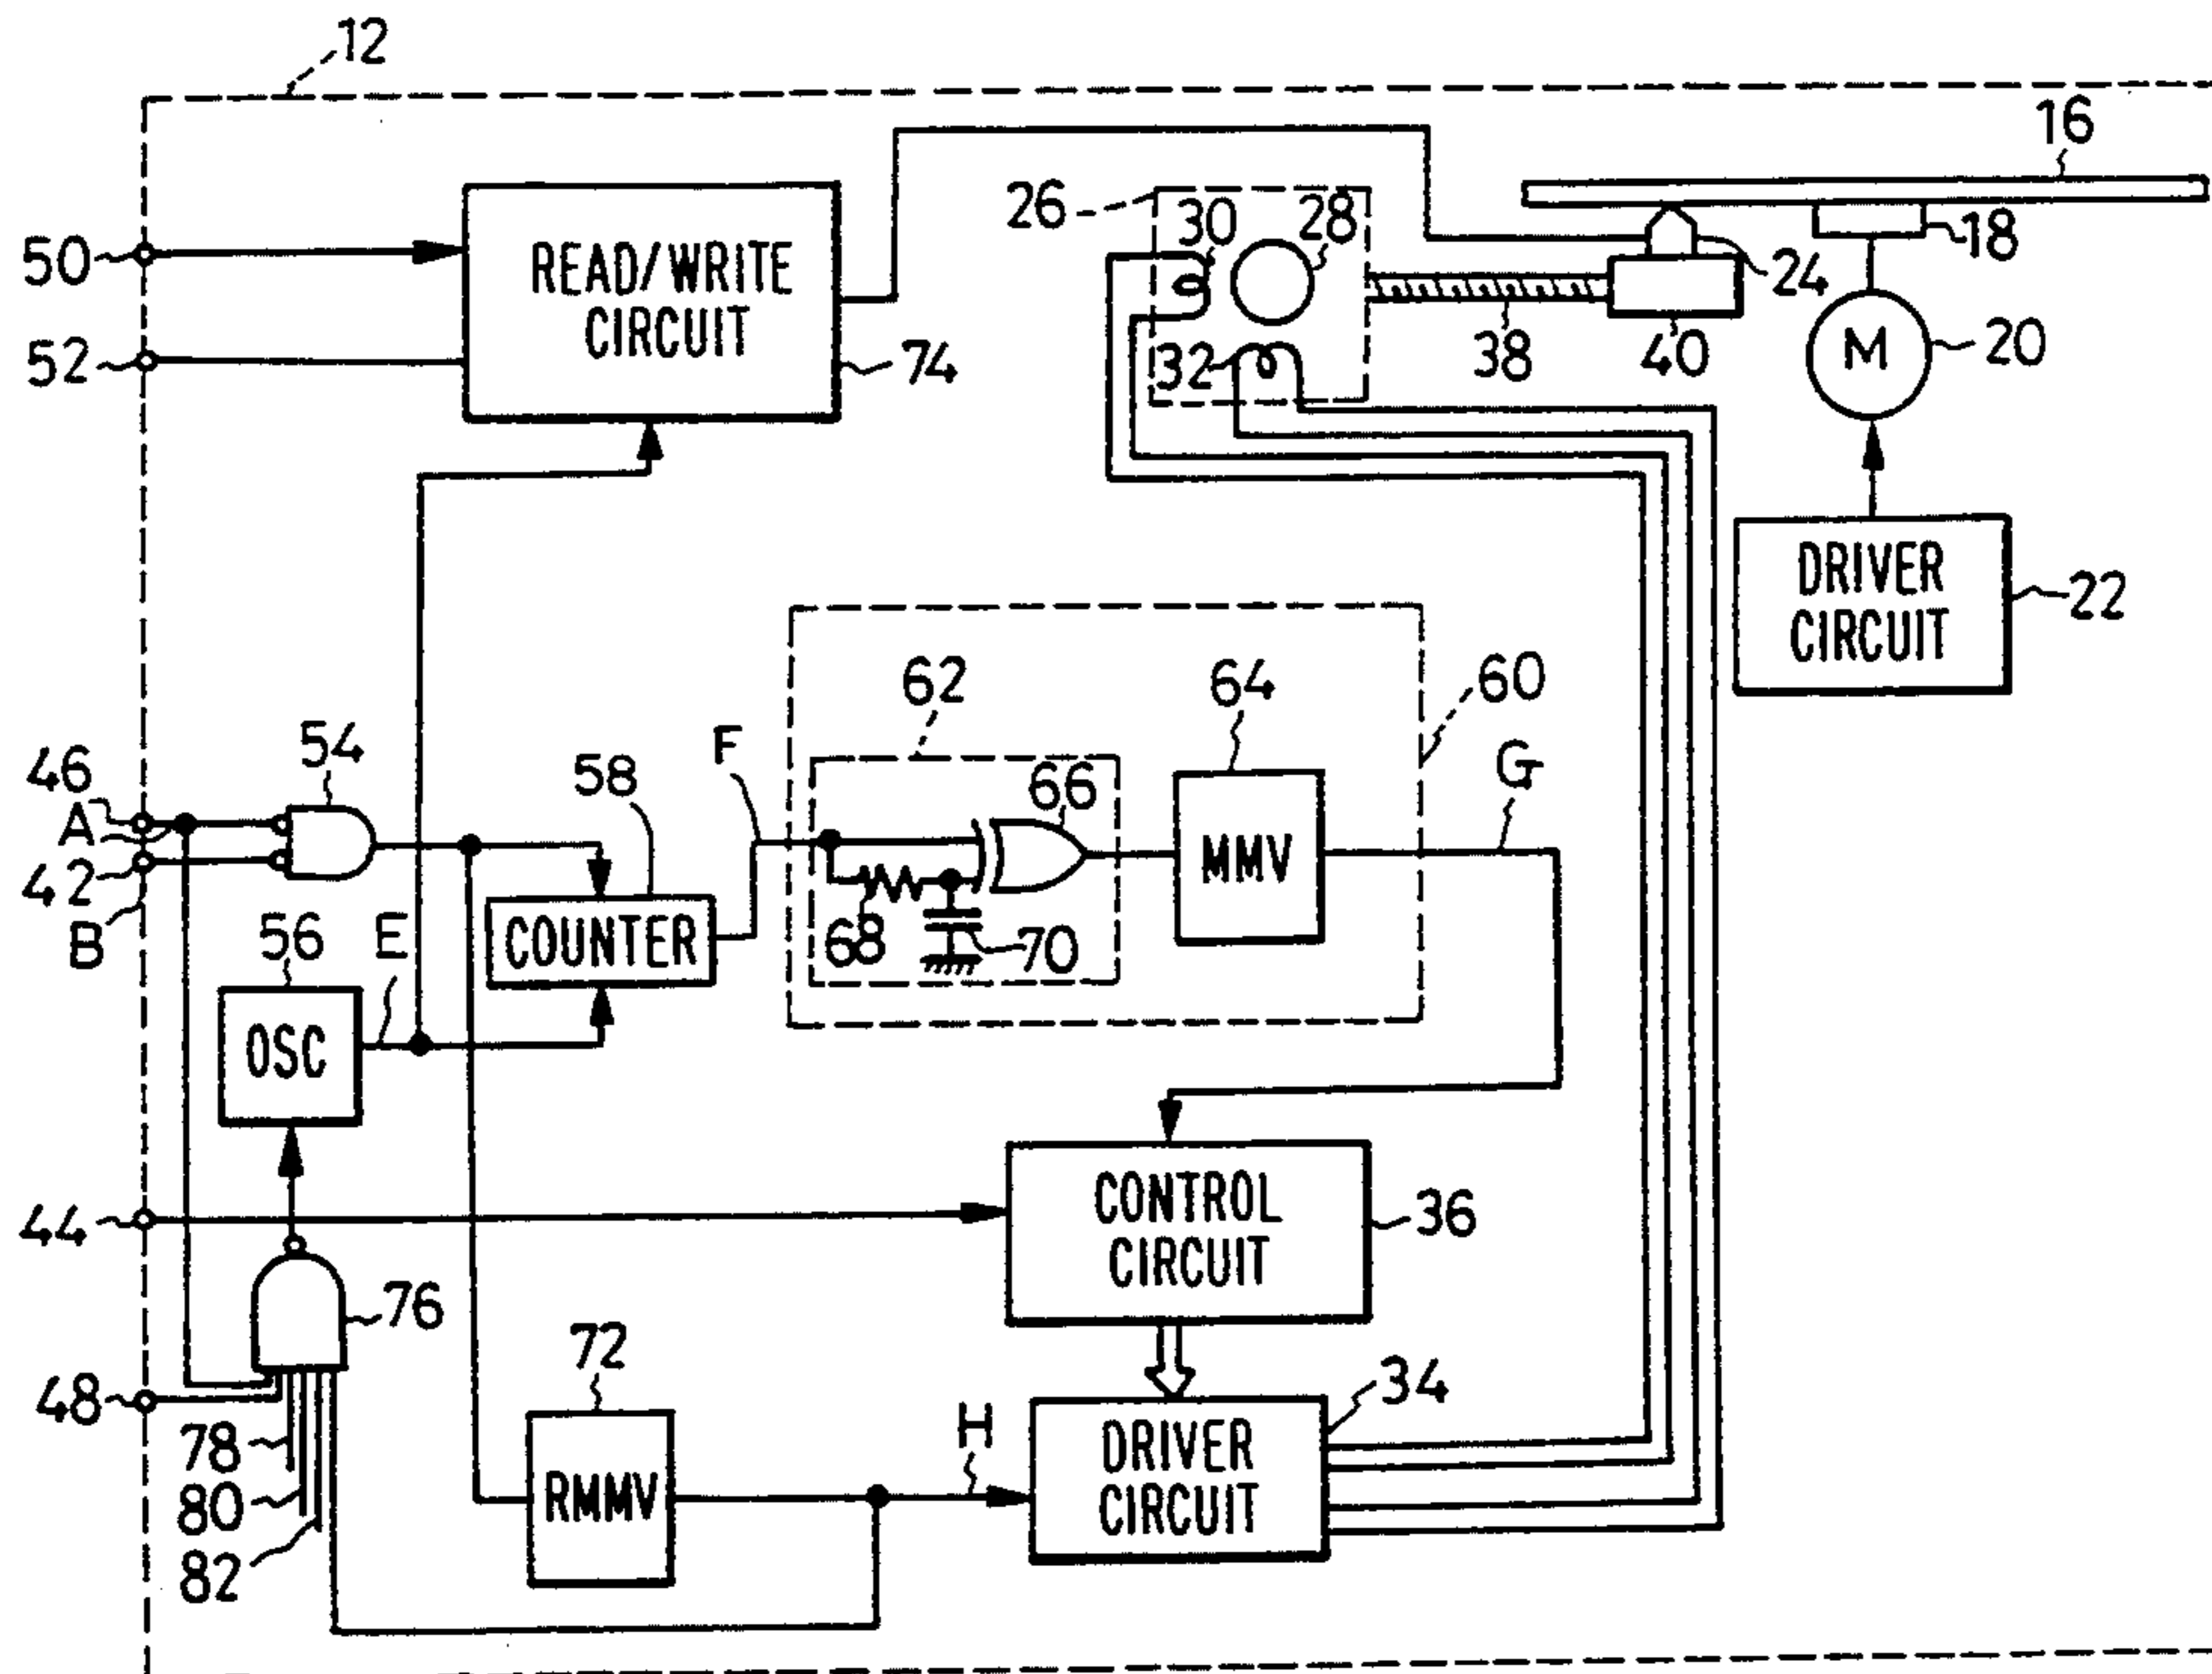 12
16
26
30
28
50
READ/WRITE
CIRCUIT
18
24
52
74
32
38
40
M
20
DRIVER
CIRCUIT
22
62
64
60
54
F
G
46
A
58
66
MMV
42
B
56
E
COUNTER
68
70
OSC
44
CONTROL
CIRCUIT
36
76
72
34
48
78
RMMV
H
DRIVER
CIRCUIT
80
82